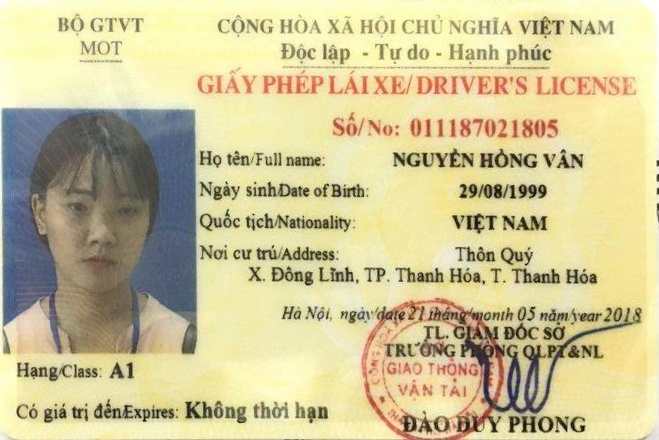 BỘ GTVT
MOT
CỘNG HÒA XÃ HỘI CHỦ NGHĨA VIỆT NAM
Độc lập - Tự do - Hạnh phúc
GIẤY PHÉP LÁI XE/ DRIVER'S LICENSE
Số/No: 011187021805
Họ tên/Full name: NGUYỄN HỒNG VÂN
Ngày sinh/Date of Birth: 29/08/1999
Quốc tịch/Nationality: VIỆT NAM
Nơi cư trú/Address: Thôn Quý
X. Đông Lĩnh, TP. Thanh Hóa, T. Thanh Hóa
Hà Nội, ngày/date 21 tháng/month 05 năm/year 2018
TL. GIÁM ĐỐC SỞ
TRƯỞNG PHÒNG QLPT&NL
GIAO THÔNG
VẬN TẢI
Hạng/Class: A1
Có giá trị đến/Expires: Không thời hạn
ĐÀO DUY PHONG